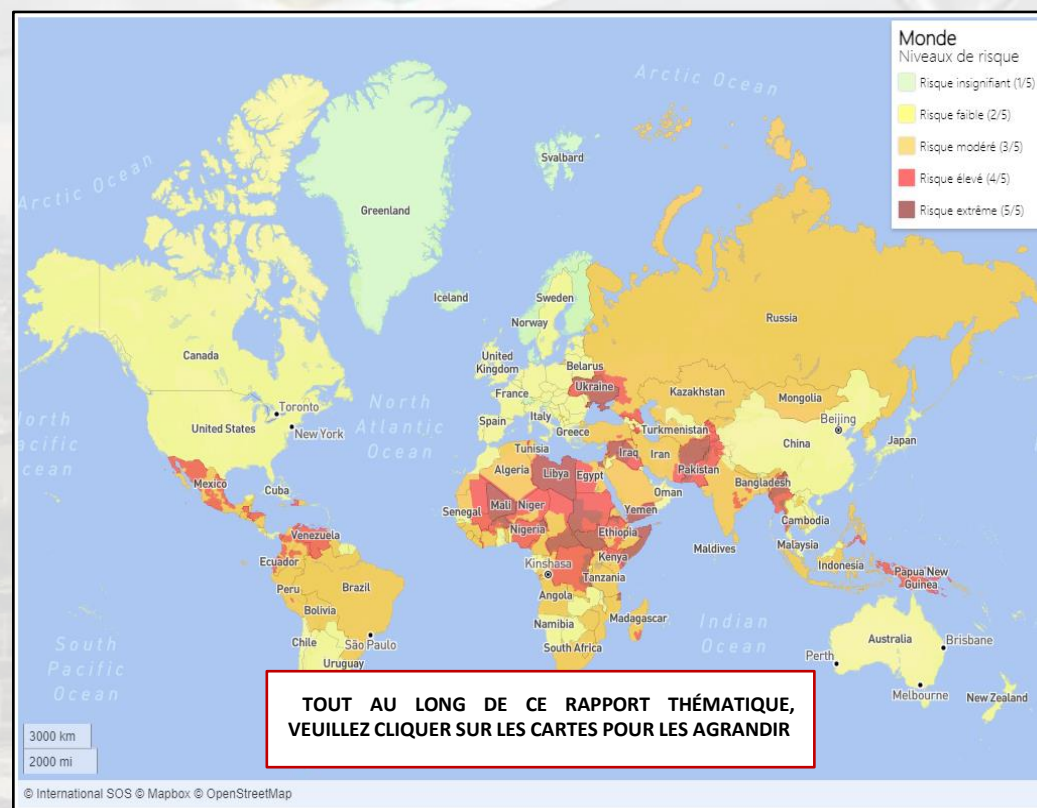 Monde
Niveaux de risque
Risque insignifiant (1/5)
Risque faible (2/5)
Risque modéré (3/5)
Risque élevé (4/5)
Risque extrême (5/5)
Arctic Ocean
Arctic Ocean
Svalbard
Greenland
Iceland
Sweden
Norway
Russia
Canada
United
Kingdom
Belarus
Ukraine
France
Kazakhstan
Mongolia
Toronto
Italy
Beijing
North
Pacific
Ocean
United States
New York
North
Atlantic
Ocean
Spain
Greece
Turkmenistan
China
Japan
Tunisia
Iraq
Iran
Algeria
Libya
Egypt
Pakistan
Mexico
Cuba
Oman
Bangladesh
Senegal
Mali
Niger
Yemen
Cambodia
Nigeria
Ethiopia
Venezuela
Maldives
Malaysia
Ecuador
Kenya
Kinshasa
Indonesia
Papua New
Guinea
Tanzania
Peru
Brazil
Angola
Bolivia
Madagascar
Indian
Ocean
Namibia
Australia
Brisbane
South
Pacific
Ocean
Chile
São Paulo
South Africa
Perth
Uruguay
Melbourne
New Zealand
TOUT AU LONG DE CE RAPPORT THÉMATIQUE,
VEUILLEZ CLIQUER SUR LES CARTES POUR LES AGRANDIR
3000 km
2000 mi
© International SOS © Mapbox © OpenStreetMap